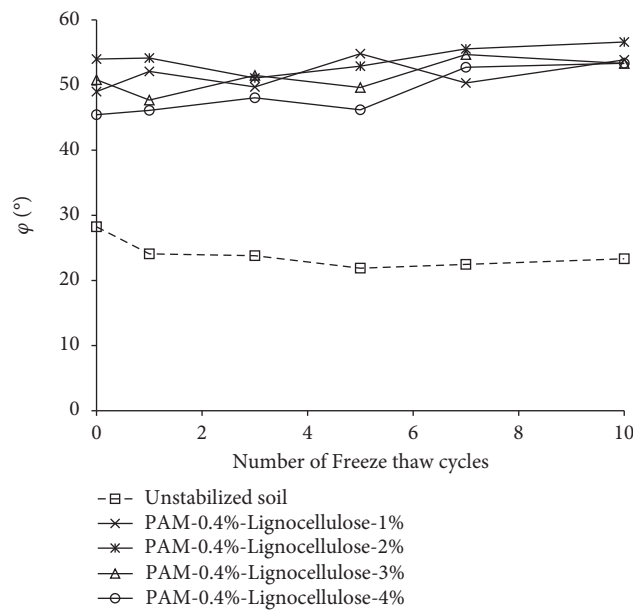 60
50
40
30
20
10
0
φ (°)
0 2 4 6 8 10
Number of Freeze thaw cycles
Unstabilized soil
PAM-0.4%-Lignocellulose-1%
PAM-0.4%-Lignocellulose-2%
PAM-0.4%-Lignocellulose-3%
PAM-0.4%-Lignocellulose-4%